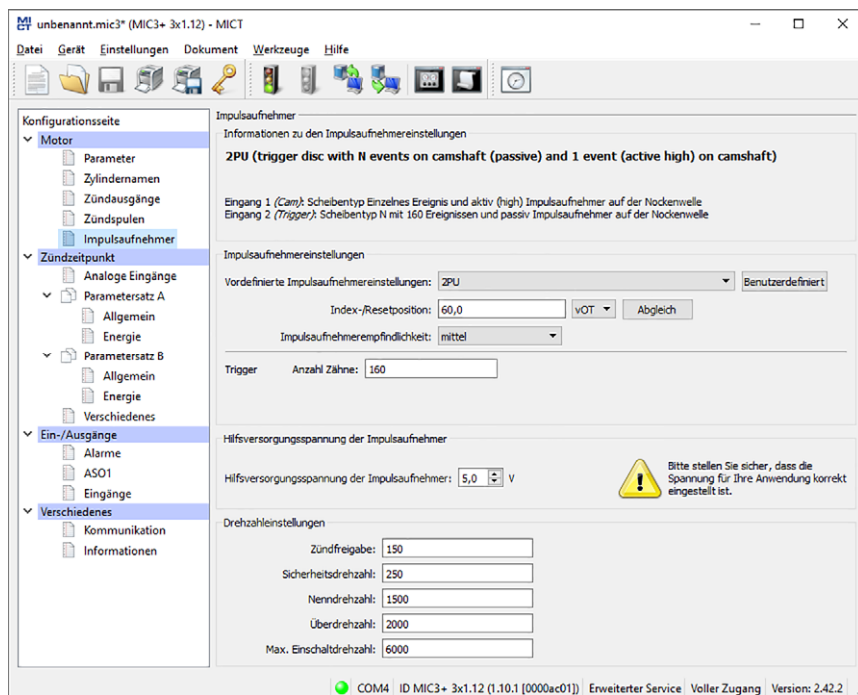 MICT unbenannt.mic3* (MIC3+ 3x1.12) - MICT
Datei Gerät Einstellungen Dokument Werkzeuge Hilfe
Konfigurationsseite
Motor
Parameter
Zylindernamen
Zündausgänge
Zündspulen
Impulsaufnehmer
Zündzeitpunkt
Analoge Eingänge
Parametersatz A
Allgemein
Energie
Parametersatz B
Allgemein
Energie
Verschiedenes
Ein-/Ausgänge
Alarme
ASO1
Eingänge
Verschiedenes
Kommunikation
Informationen
Impulsaufnehmer
Informationen zu den Impulsaufnehmereinstellungen
2PU (trigger disc with N events on camshaft (passive) and 1 event (active high) on camshaft)
Eingang 1 (Cam): Scheibentyp Einzelnes Ereignis und aktiv (high) Impulsaufnehmer auf der Nockenwelle
Eingang 2 (Trigger): Scheibentyp N mit 160 Ereignissen und passiv Impulsaufnehmer auf der Nockenwelle
Impulsaufnehmereinstellungen
Vordefinierte Impulsaufnehmereinstellungen: 2PU Benutzerdefiniert
Index-/Resetposition: 60,0 vOT Abgleich
Impulsaufnehmerempfindlichkeit: mittel
Trigger Anzahl Zähne: 160
Hilfsversorgungsspannung der Impulsaufnehmer
Hilfsversorgungsspannung der Impulsaufnehmer: 5,0 V
Bitte stellen Sie sicher, dass die
Spannung für Ihre Anwendung korrekt
eingestellt ist.
Drehzahleinstellungen
Zündfreigabe: 150
Sicherheitsdrehzahl: 250
Nenndrehzahl: 1500
Überdrehzahl: 2000
Max. Einschaltdrehzahl: 6000
COM4 ID MIC3+ 3x1.12 (1.10.1 [0000ac01]) Erweiterter Service Voller Zugang Version: 2.42.2